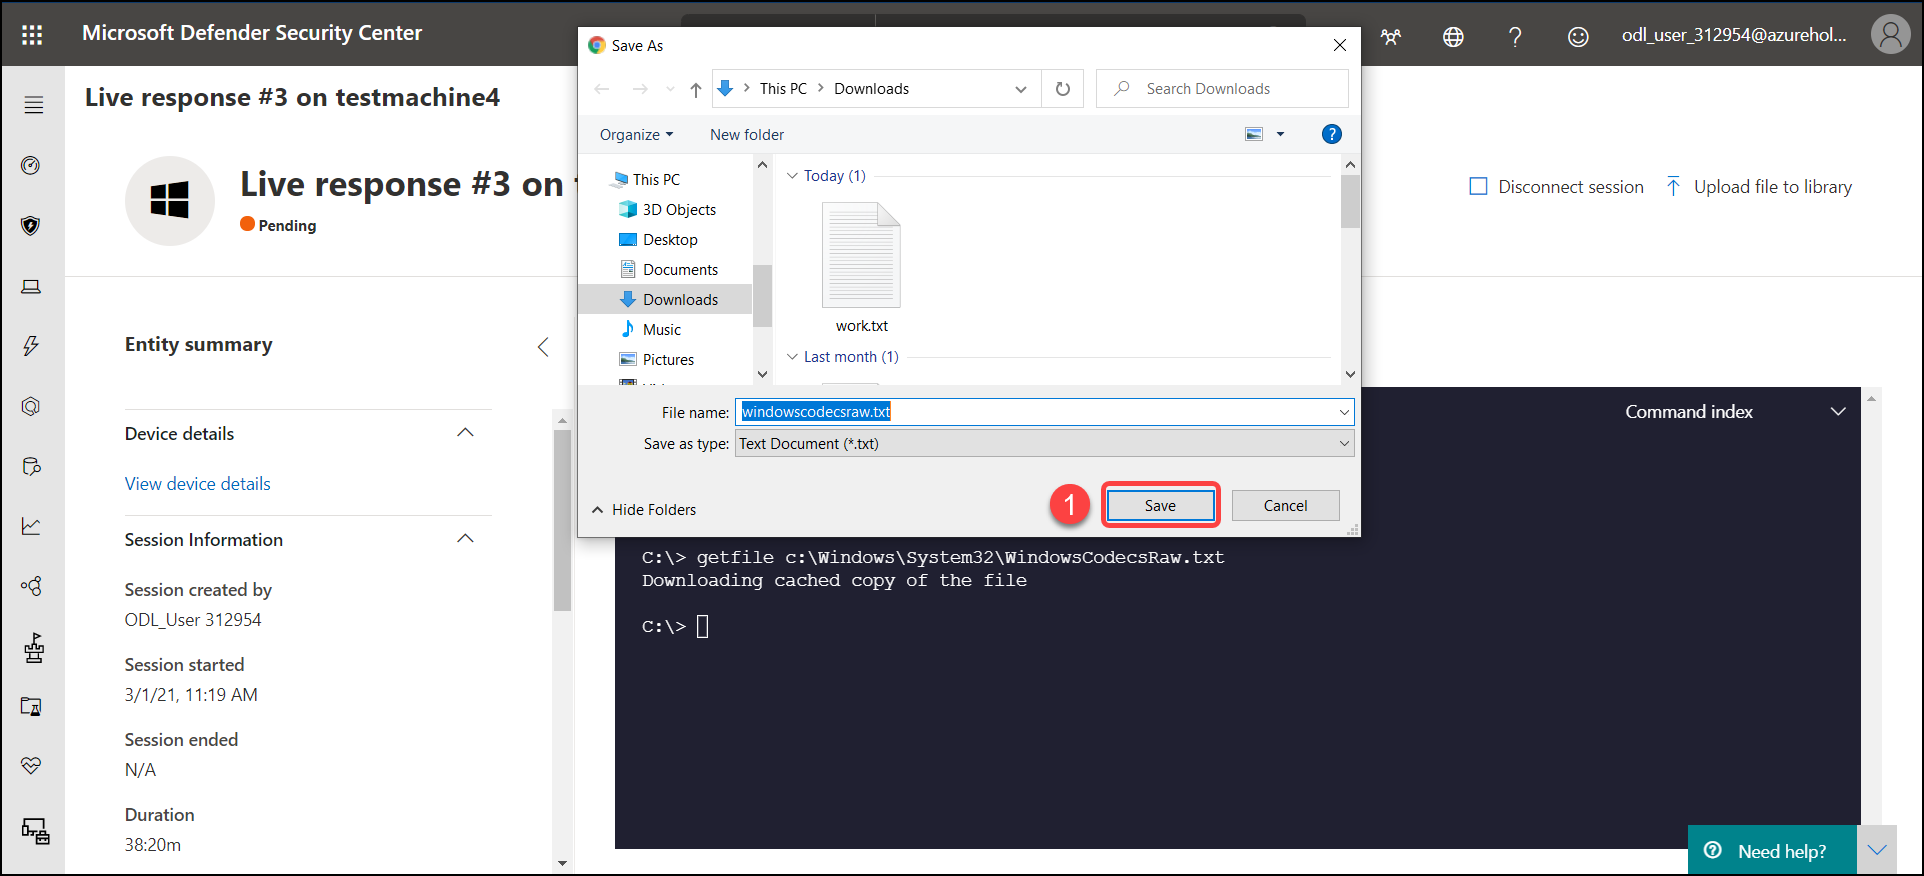 Microsoft Defender Security Center
odl_user_312954@azurehol...
Live response #3 on testmachine4
Live response #3 on
Pending
Disconnect session
Upload file to library
Save As
This PC > Downloads
Search Downloads
Organize
New folder
This PC
3D Objects
Desktop
Documents
Downloads
Music
Pictures
Today (1)
work.txt
Last month (1)
File name: windowscodecsraw.txt
Save as type: Text Document (*.txt)
Hide Folders
1
Save
Cancel
Entity summary
Device details
View device details
Session Information
Session created by
ODL_User 312954
Session started
3/1/21, 11:19 AM
Session ended
N/A
Duration
38:20m
Command index
C:\> getfile c:\Windows\System32\WindowsCodecsRaw.txt
Downloading cached copy of the file
C:\>
Need help?